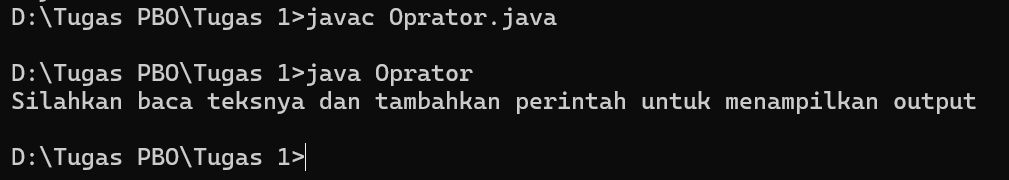 D:\Tugas PBO\Tugas 1>javac Oprator.java
D:\Tugas PBO\Tugas 1>java Oprator
Silahkan baca teksnya dan tambahkan perintah untuk menampilkan output
D:\Tugas PBO\Tugas 1>